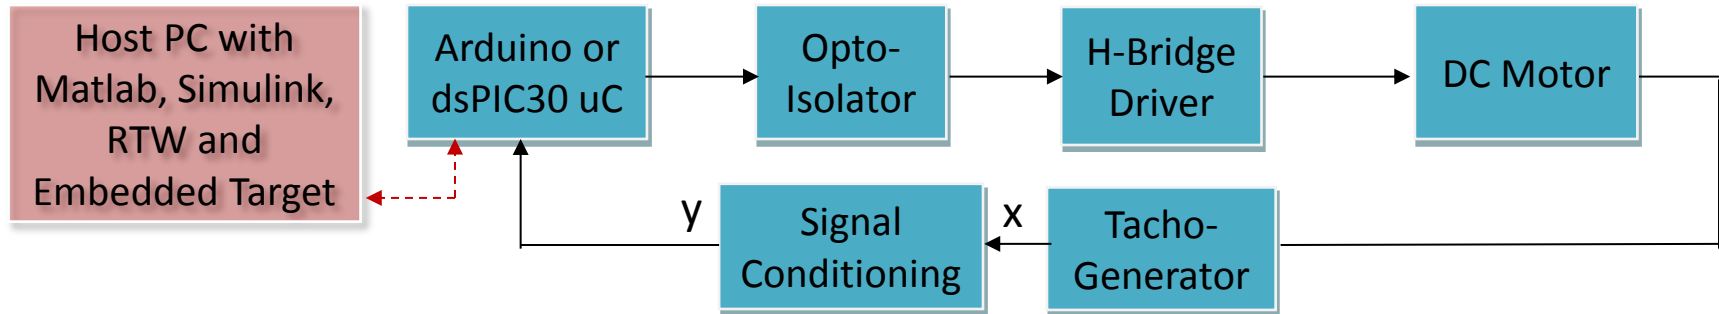 Host PC with
Matlab, Simulink,
RTW and
Embedded Target
Arduino or
dsPIC30 uC
Opto-
Isolator
H-Bridge
Driver
DC Motor
y
Signal
Conditioning
x
Tacho-
Generator